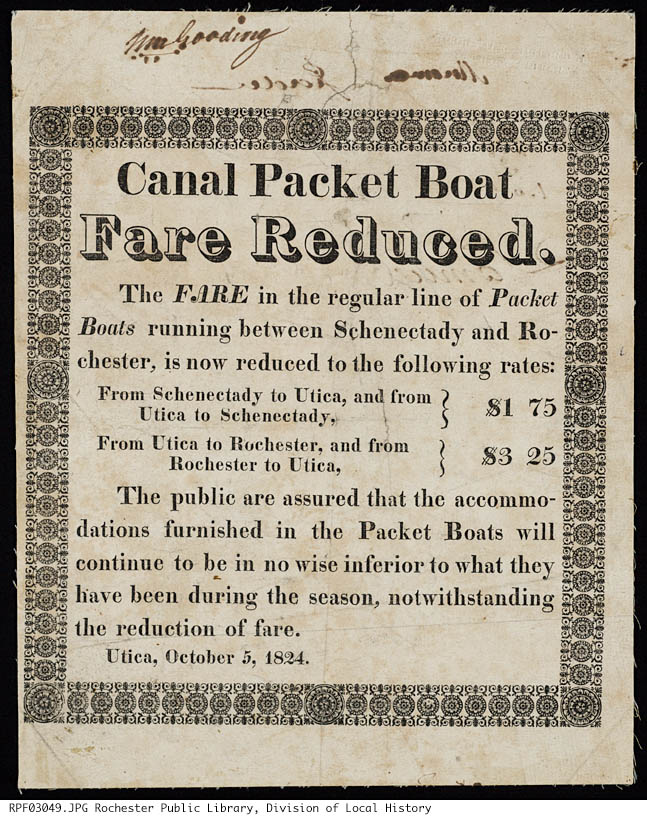 Wm Gooding
Canal Packet Boat
Fare Reduced.
The FARE in the regular line of Packet
Boats running between Schenectady and Ro-
chester, is now reduced to the following rates:
From Schenectady to Utica, and from
Utica to Schenectady, } $1 75
From Utica to Rochester, and from
Rochester to Utica, } $3 25
The public are assured that the accommo-
dations furnished in the Packet Boats will
continue to be in no wise inferior to what they
have been during the season, notwithstanding
the reduction of fare.
Utica, October 5, 1824.
RPF03049.JPG Rochester Public Library, Division of Local History